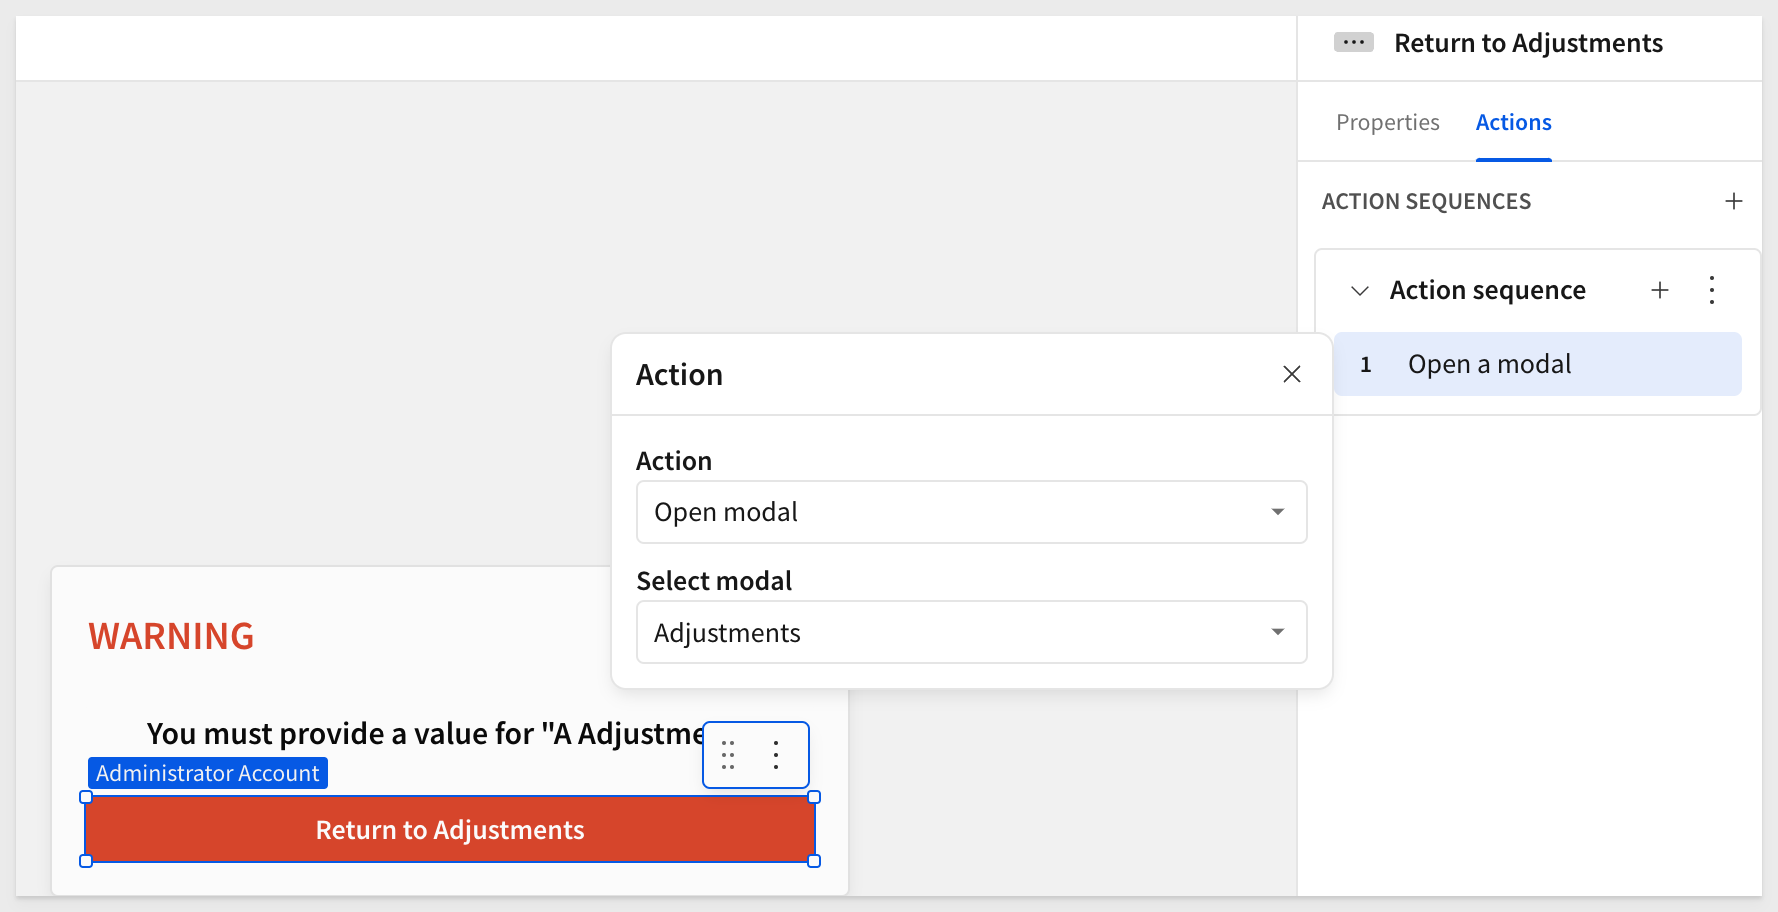 Return to Adjustments
Properties
Actions
ACTION SEQUENCES
Action sequence
1 Open a modal
Action
Action
Open modal
Select modal
Adjustments
WARNING
You must provide a value for "A Adjustme
Administrator Account
Return to Adjustments